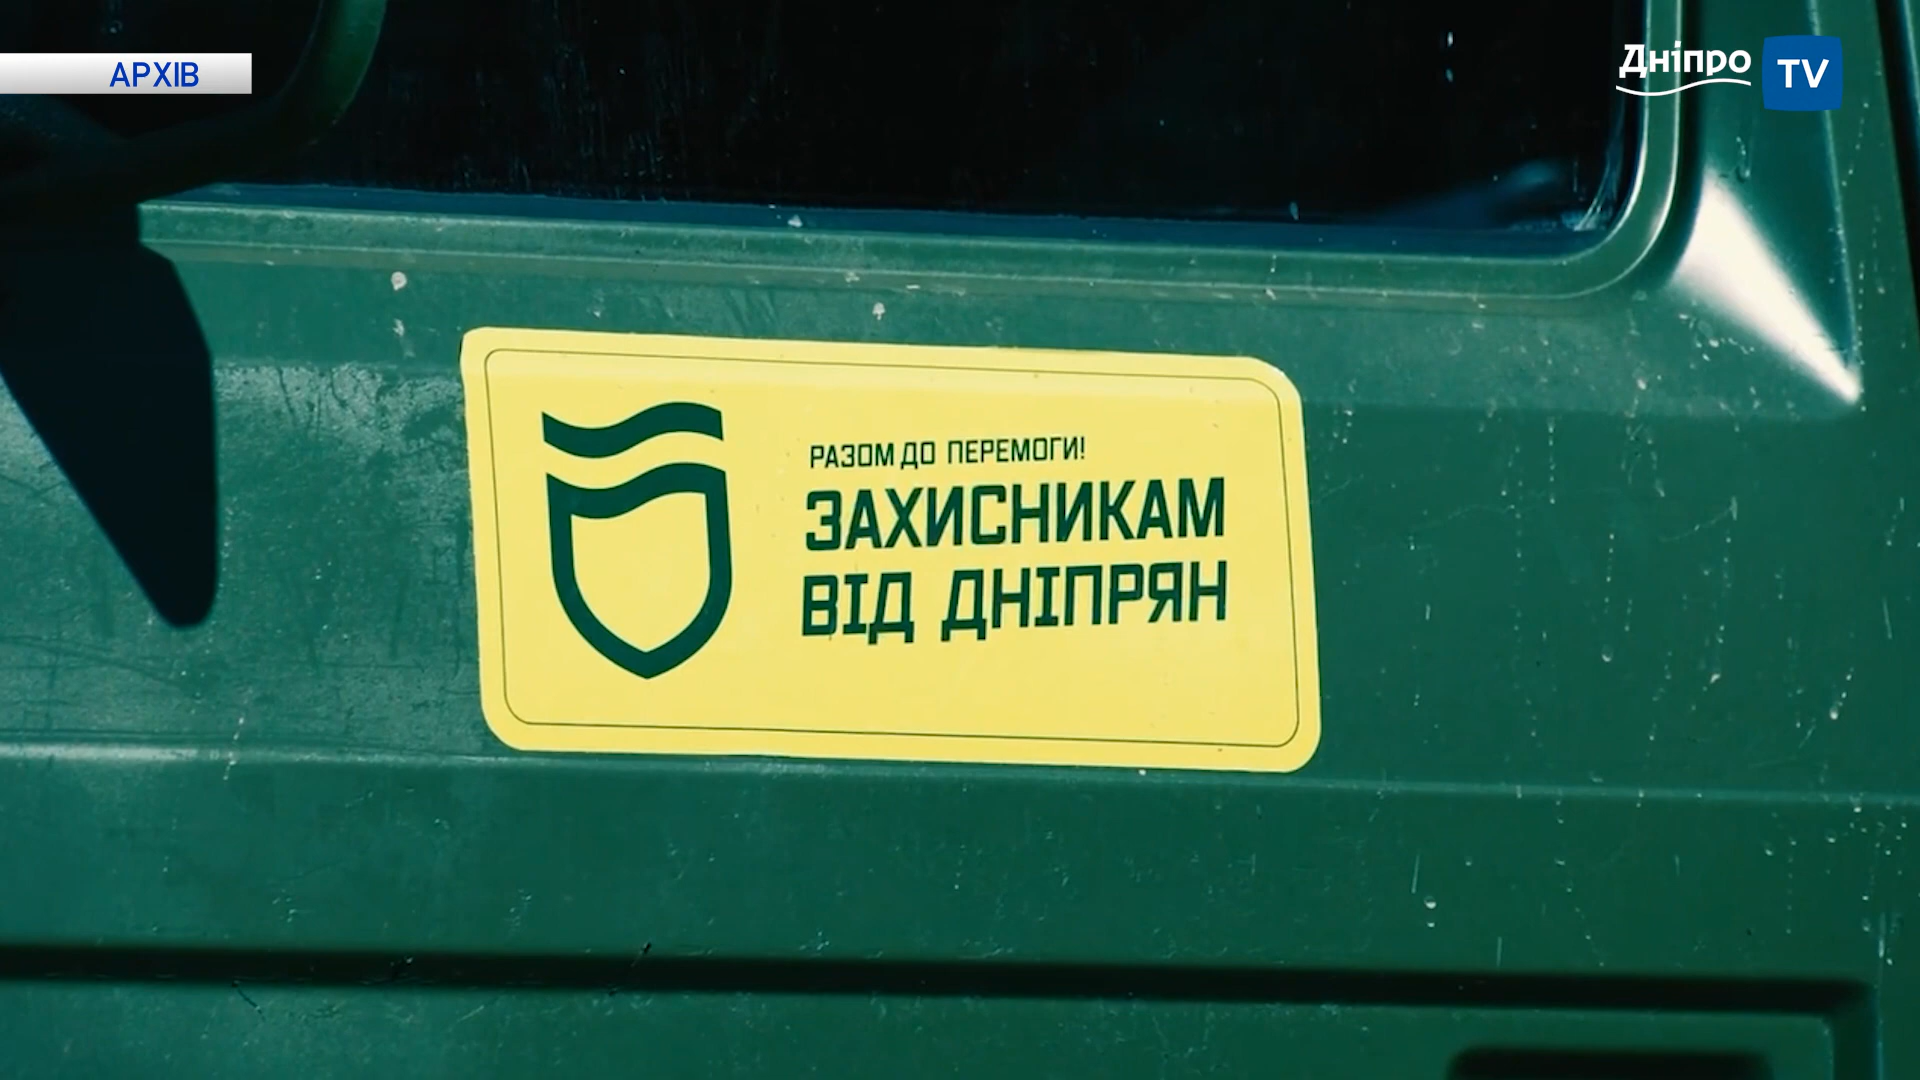 АРХІВ
Дніпро TV
РАЗОМ ДО ПЕРЕМОГИ!
ЗАХИСНИКАМ
ВІД ДНІПРЯН